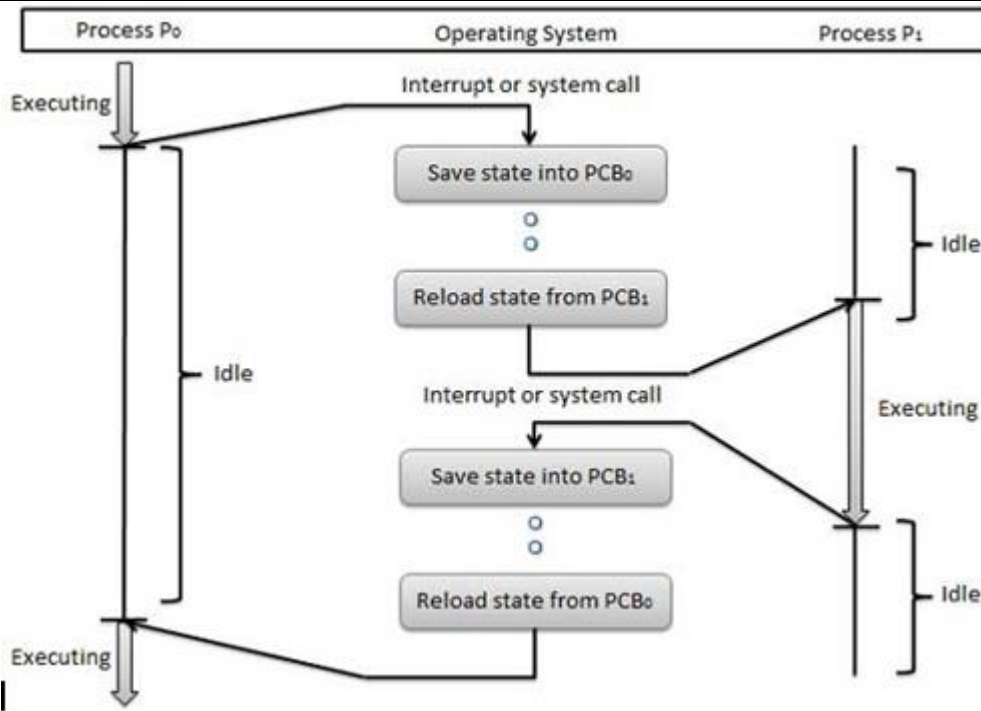 Process P₀
Operating System
Process P₁
Interrupt or system call
Executing
Save state into PCB₀
Idle
Reload state from PCB₁
Idle
Interrupt or system call
Executing
Save state into PCB₁
Reload state from PCB₀
Idle
Executing